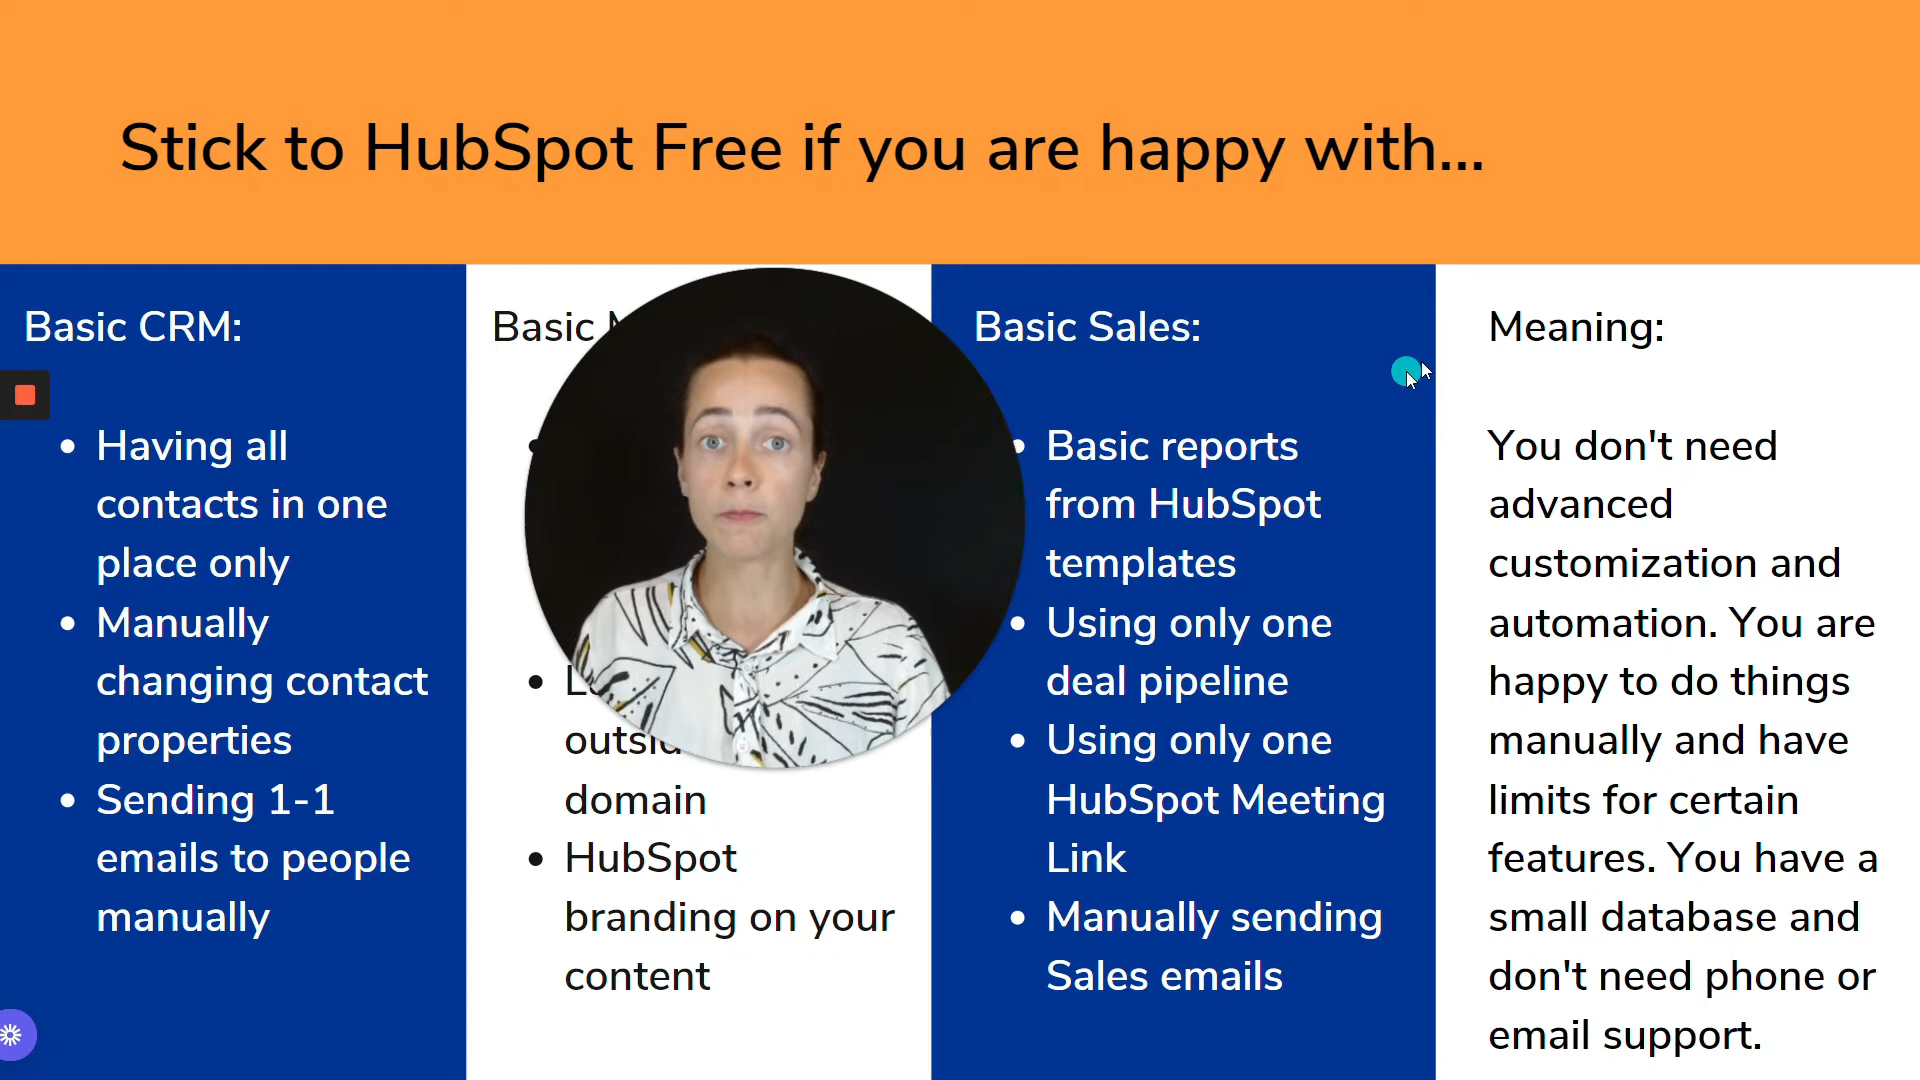 Stick to HubSpot Free if you are happy with...
Basic CRM:
Having all
contacts in one
place only
Manually
changing contact
properties
Sending 1-1
emails to people
manually
Basic
domain
HubSpot
branding on your
content
Basic Sales:
Basic reports
from HubSpot
templates
Using only one
deal pipeline
Using only one
HubSpot Meeting
Link
Manually sending
Sales emails
Meaning:
You don't need
advanced
customization and
automation. You are
happy to do things
manually and have
limits for certain
features. You have a
small database and
don't need phone or
email support.